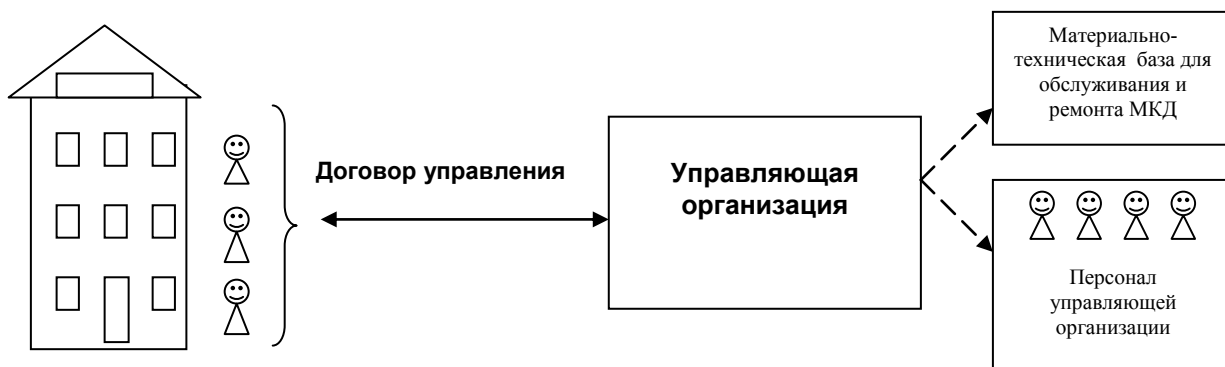 Договор управления
Управляющая
организация
Материально-
техническая база для
обслуживания и
ремонта МКД
Персонал
управляющей
организации